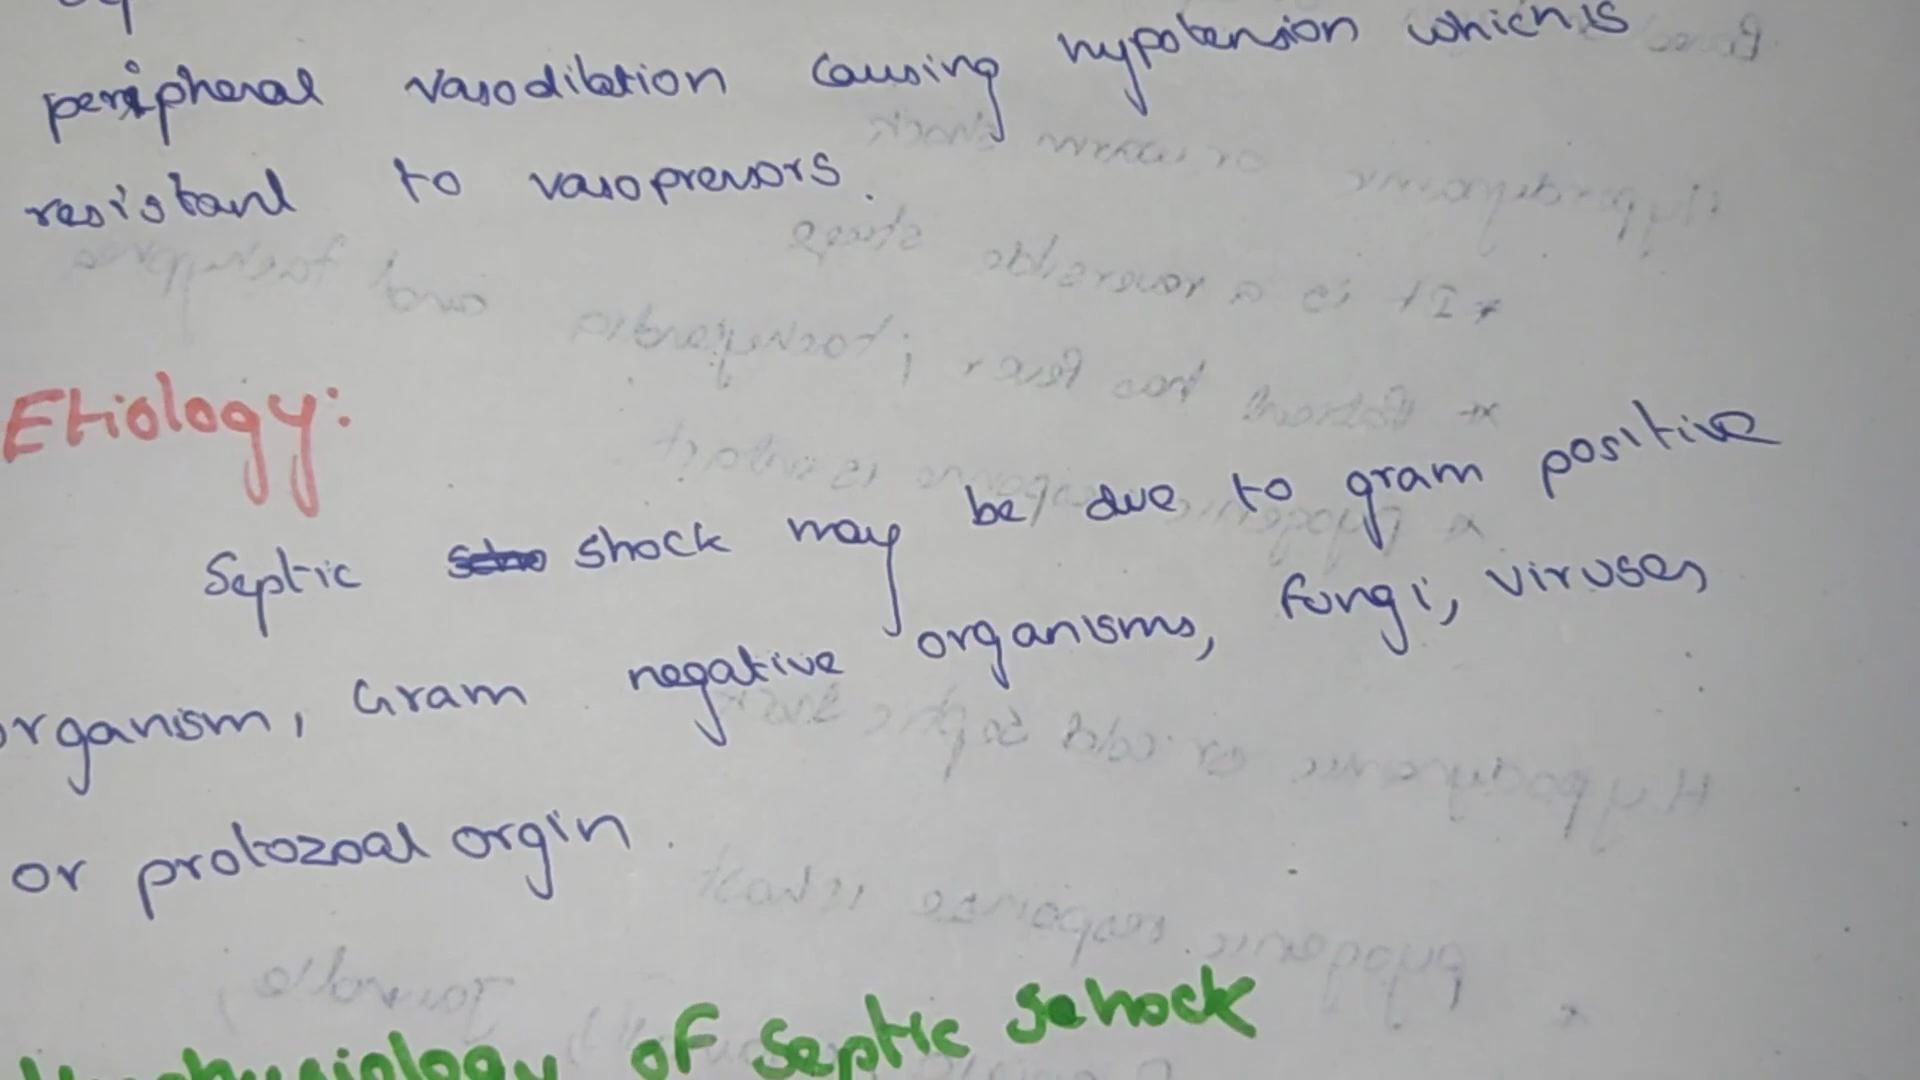 peripheral vasodilation causing hypotension which is
resistant to vasopressors.
Etiology:
Septic shock may be due to gram positive
organism, Gram negative organisms, fungi, viruses,
or protozoal orgin.
of septic schock